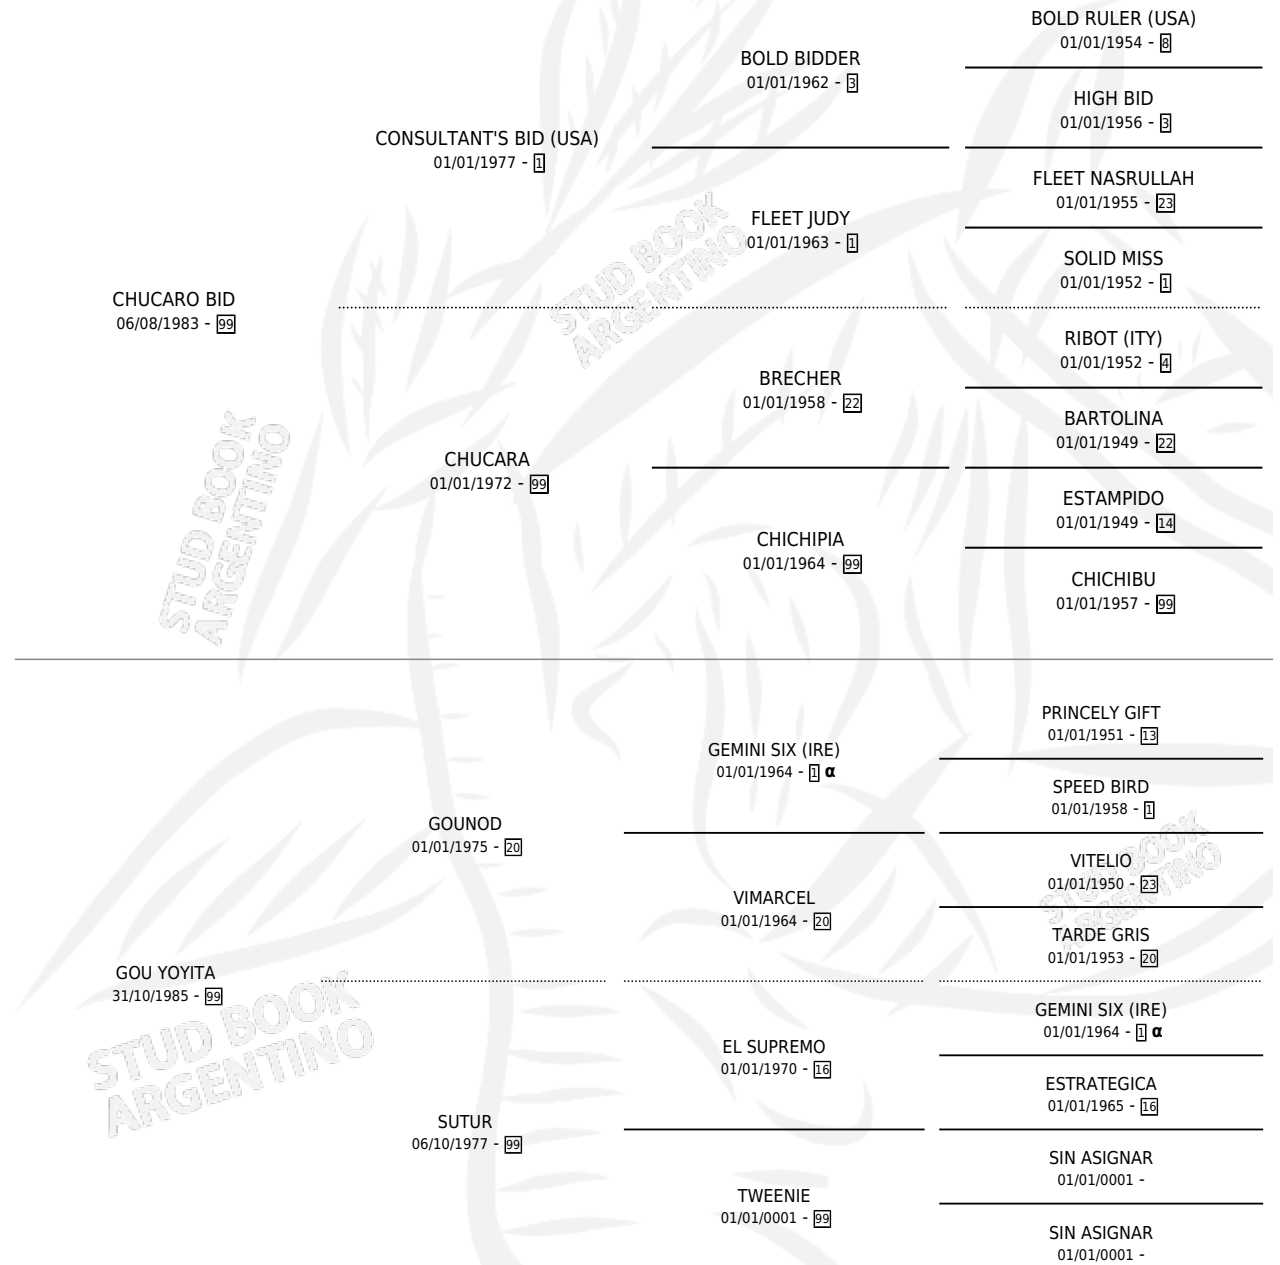 BOLD RULER (USA)
01/01/1954 - 8
BOLD BIDDER
01/01/1962 - 3
HIGH BID
01/01/1956 - 3
CONSULTANT'S BID (USA)
01/01/1977 - 1
FLEET NASRULLAH
01/01/1955 - 23
FLEET JUDY
01/01/1963 - 1
SOLID MISS
01/01/1952 - 1
CHUCARO BID
06/08/1983 - 99
STUD BOOK
ARGENTINO
RIBOT (ITY)
01/01/1952 - 4
BRECHER
01/01/1958 - 22
BARTOLINA
01/01/1949 - 22
CHUCARA
01/01/1972 - 99
ESTAMPIDO
01/01/1949 - 14
CHICHIPIA
01/01/1964 - 99
CHICHIBU
01/01/1957 - 99
STUD BOOK
ARGENTINO
PRINCELY GIFT
01/01/1951 - 13
GEMINI SIX (IRE)
01/01/1964 - 1 α
SPEED BIRD
01/01/1958 - 1
GOUNOD
01/01/1975 - 20
VITELIO
01/01/1950 - 23
VIMARCEL
01/01/1964 - 20
TARDE GRIS
01/01/1953 - 20
STUD BOOK
ARGENTINO
GOU YOYITA
31/10/1985 - 99
STUD BOOK
ARGENTINO
GEMINI SIX (IRE)
01/01/1964 - 1 α
EL SUPREMO
01/01/1970 - 16
ESTRATEGICA
01/01/1965 - 16
SUTUR
06/10/1977 - 99
SIN ASIGNAR
01/01/0001 -
TWEENIE
01/01/0001 - 99
SIN ASIGNAR
01/01/0001 -